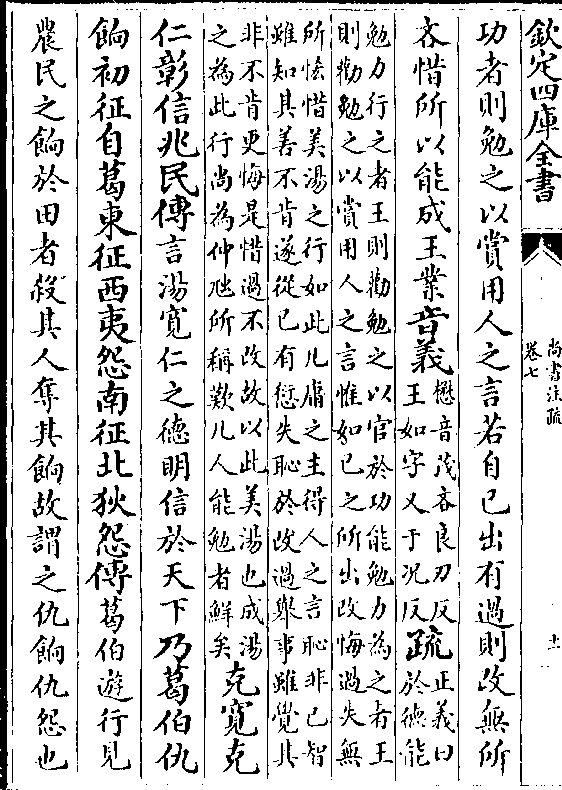 欽定四庫全書
尚書注疏
卷七
十一
功者則勉之以賞用人之言若自已出有過則改無所
吝惜所以能成王業音義
懋音茂吝良刃反
王如字又于况反
疏
正義曰
於德能
勉力行之者王則勸勉之以官於功能勉力為之者王
則勸勉之以賞用人之言惟如已之所出改悔過失無
所恡惜美湯之行如此凡庸之主得人之言恥非已智
雖知其善不肯遂從已有愆失恥於改過舉事雖覺其
非不肯更悔是惜過不改故以此美湯也成湯
之為此行尚為仲虺所稱歎凡人能勉者鮮矣
克寛克
仁彰信兆民傳言湯寛仁之德明信於天下乃葛伯仇
餉初征自葛東征西夷怨南征北狄怨傳葛伯遊行見
農民之餉於田者殺其人奪其餉故謂之仇餉仇怨也